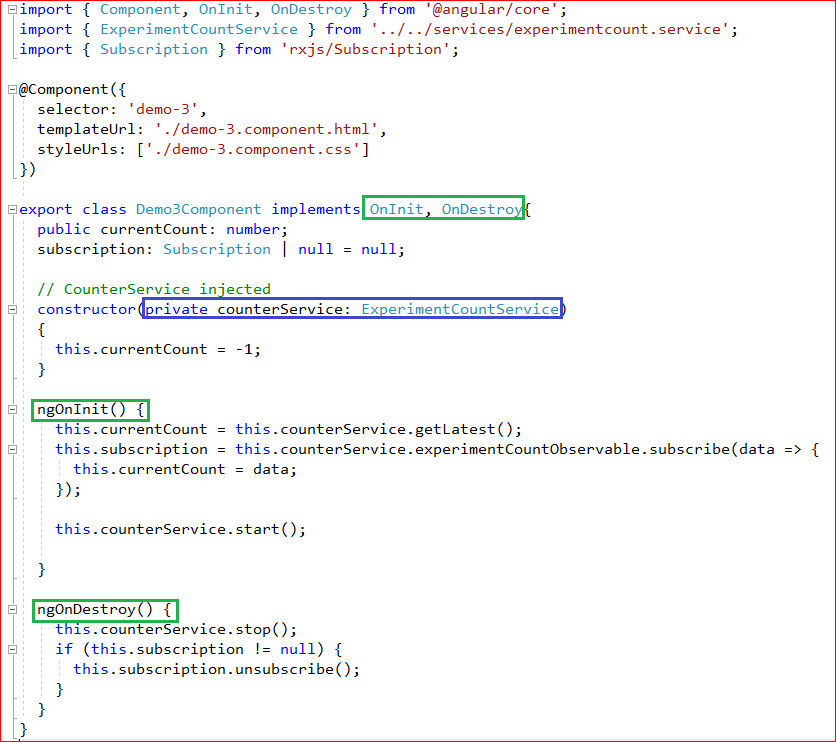 import { Component, OnInit, OnDestroy } from '@angular/core';
import { ExperimentCountService } from '../../services/experimentcount.service';
import { Subscription } from 'rxjs/Subscription';
@Component({
selector: 'demo-3',
templateUrl: './demo-3.component.html',
styleUrls: ['./demo-3.component.css']
})
export class Demo3Component implements OnInit, OnDestroy{
public currentCount: number;
subscription: Subscription | null = null;
// CounterService injected
constructor(private counterService: ExperimentCountService)
{
this.currentCount = -1;
}
ngOnInit() {
this.currentCount = this.counterService.getLatest();
this.subscription = this.counterService.experimentCountObservable.subscribe(data => {
this.currentCount = data;
});
this.counterService.start();
}
ngOnDestroy() {
this.counterService.stop();
if (this.subscription != null) {
this.subscription.unsubscribe();
}
}
}